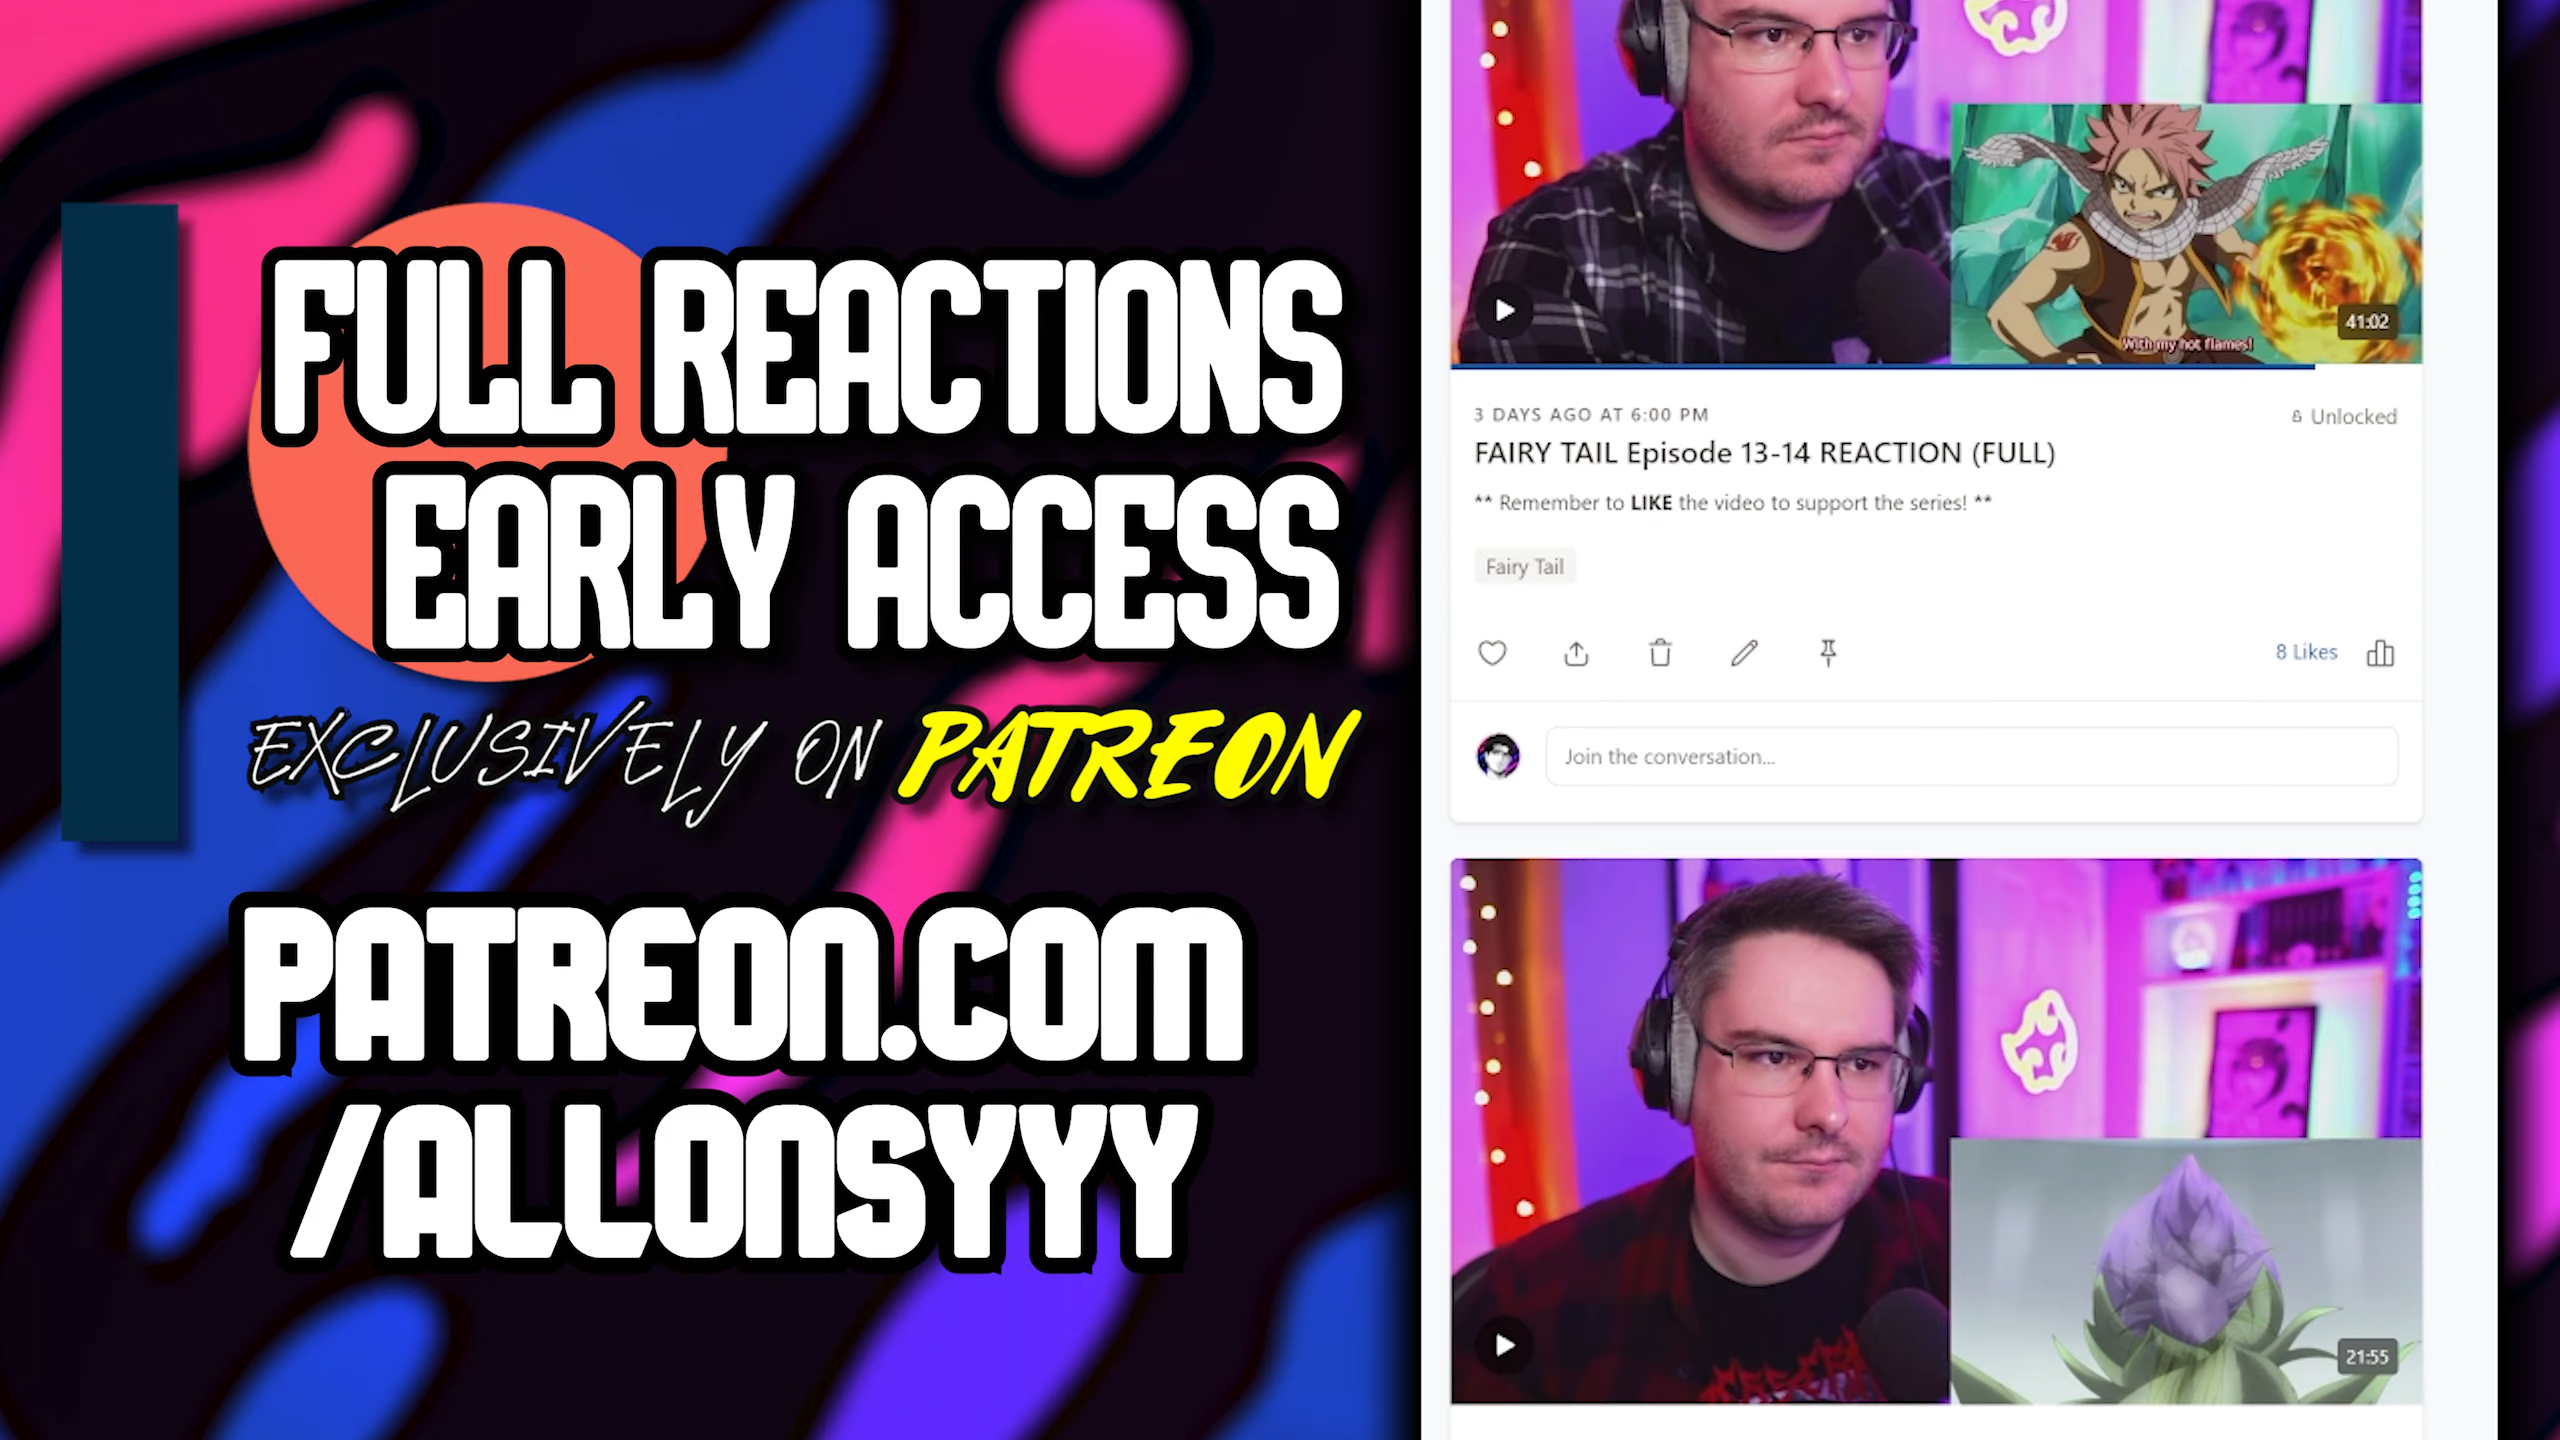 FULL REACTIONS
EARLY ACCESS
EXCLUSIVELY ON PATREON
PATREON.COM
/ALLONSYYY
With my hot flames!
41:02
3 DAYS AGO AT 6:00 PM
Unlocked
FAIRY TAIL Episode 13-14 REACTION (FULL)
** Remember to LIKE the video to support the series! **
Fairy Tail
8 Likes
Join the conversation...
21:55